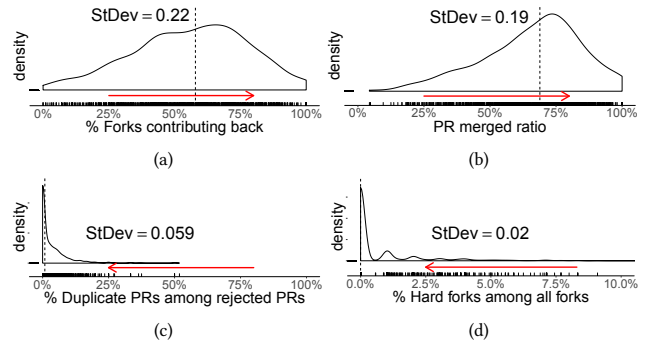 StDev = 0.22
density
0% 25% 50% 75% 100%
% Forks contributing back
(a)
StDev = 0.19
density
0% 25% 50% 75% 100%
PR merged ratio
(b)
StDev = 0.059
density
0% 25% 50% 75% 100%
% Duplicate PRs among rejected PRs
(c)
StDev = 0.02
density
0.0% 2.5% 5.0% 7.5% 10.0%
% Hard forks among all forks
(d)